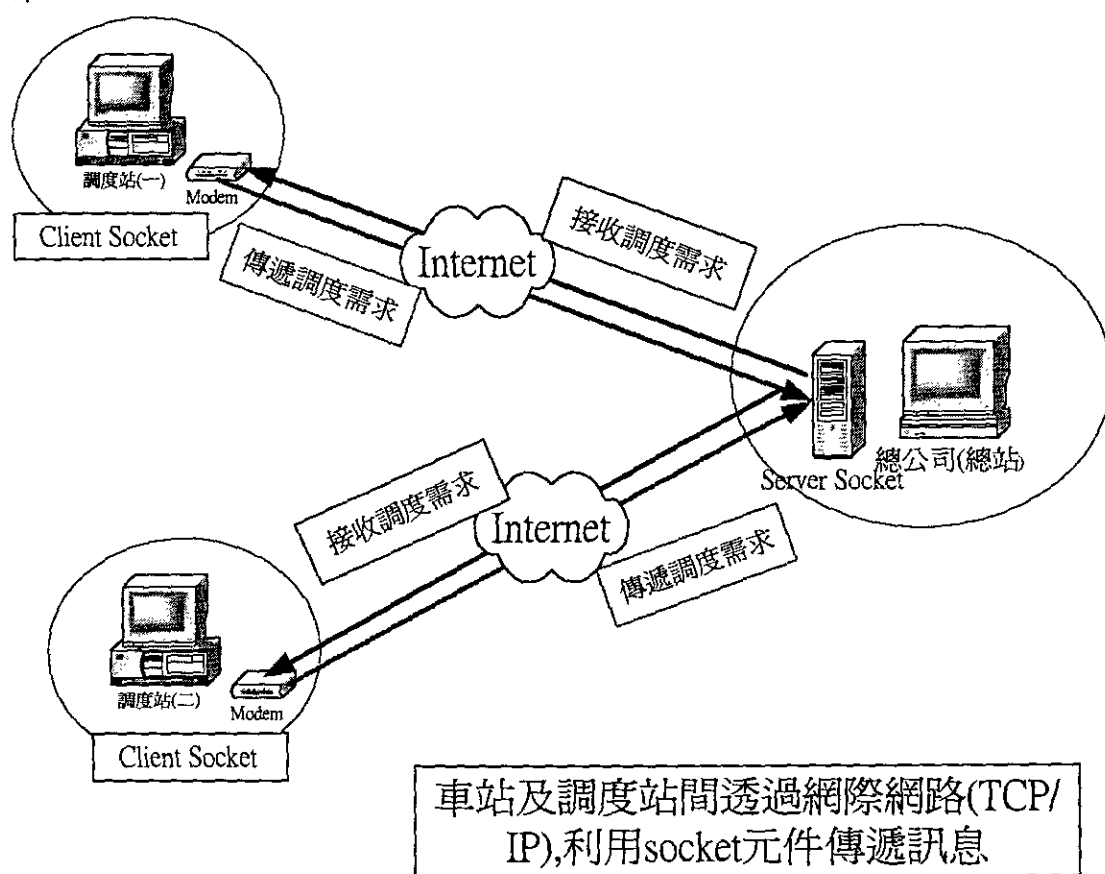 調度站(一)
Modem
Client Socket
Internet
接收調度需求
傳遞調度需求
Server Socket
總公司(總站)
接收調度需求
Internet
傳遞調度需求
調度站(二)
Modem
Client Socket
車站及調度站間透過網際網路(TCP/
IP),利用socket元件傳遞訊息